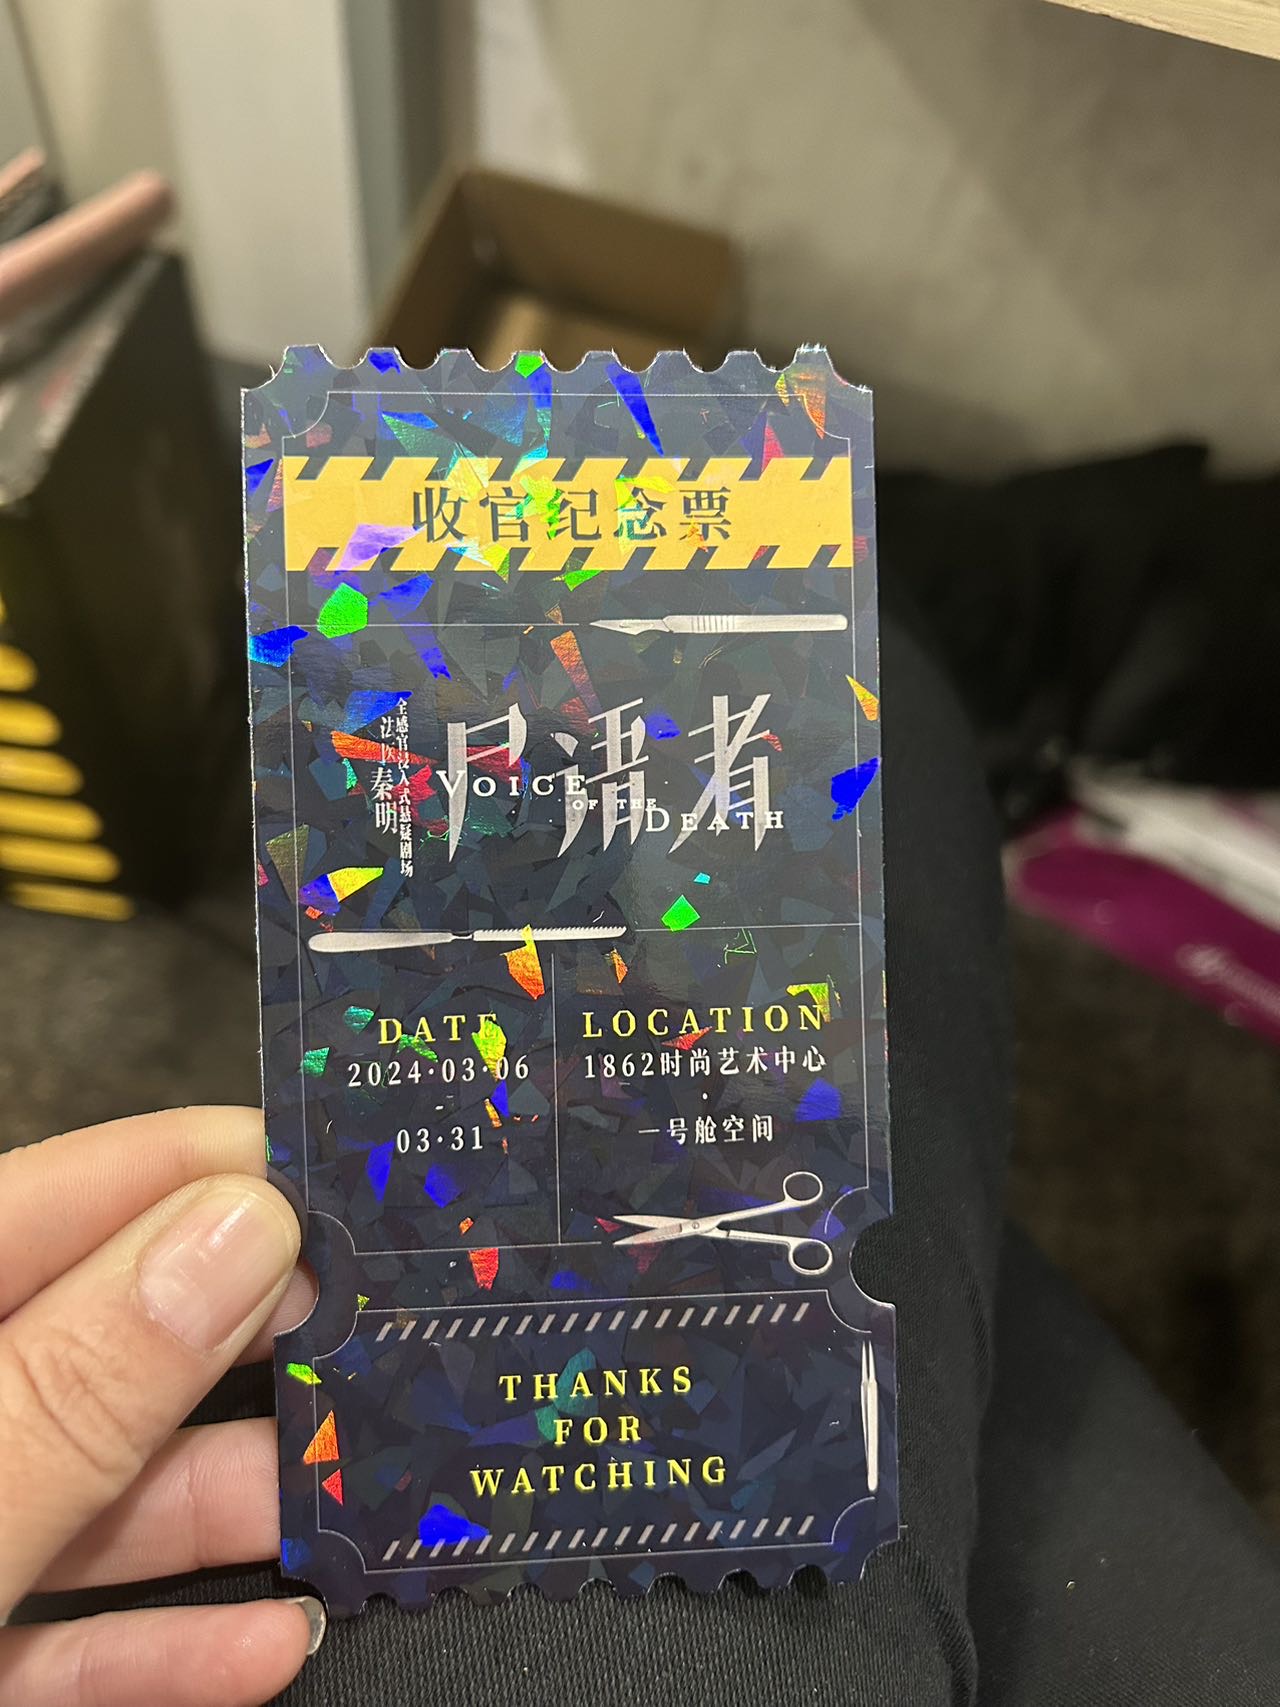 收官纪念票
全感官浸入式悬疑剧场
法医秦明
尸语者
VOICE
OF THE
DEATH
DATE
2024·03·06
-
03·31
LOCATION
1862时尚艺术中心
·
一号舱空间
THANKS
FOR
WATCHING